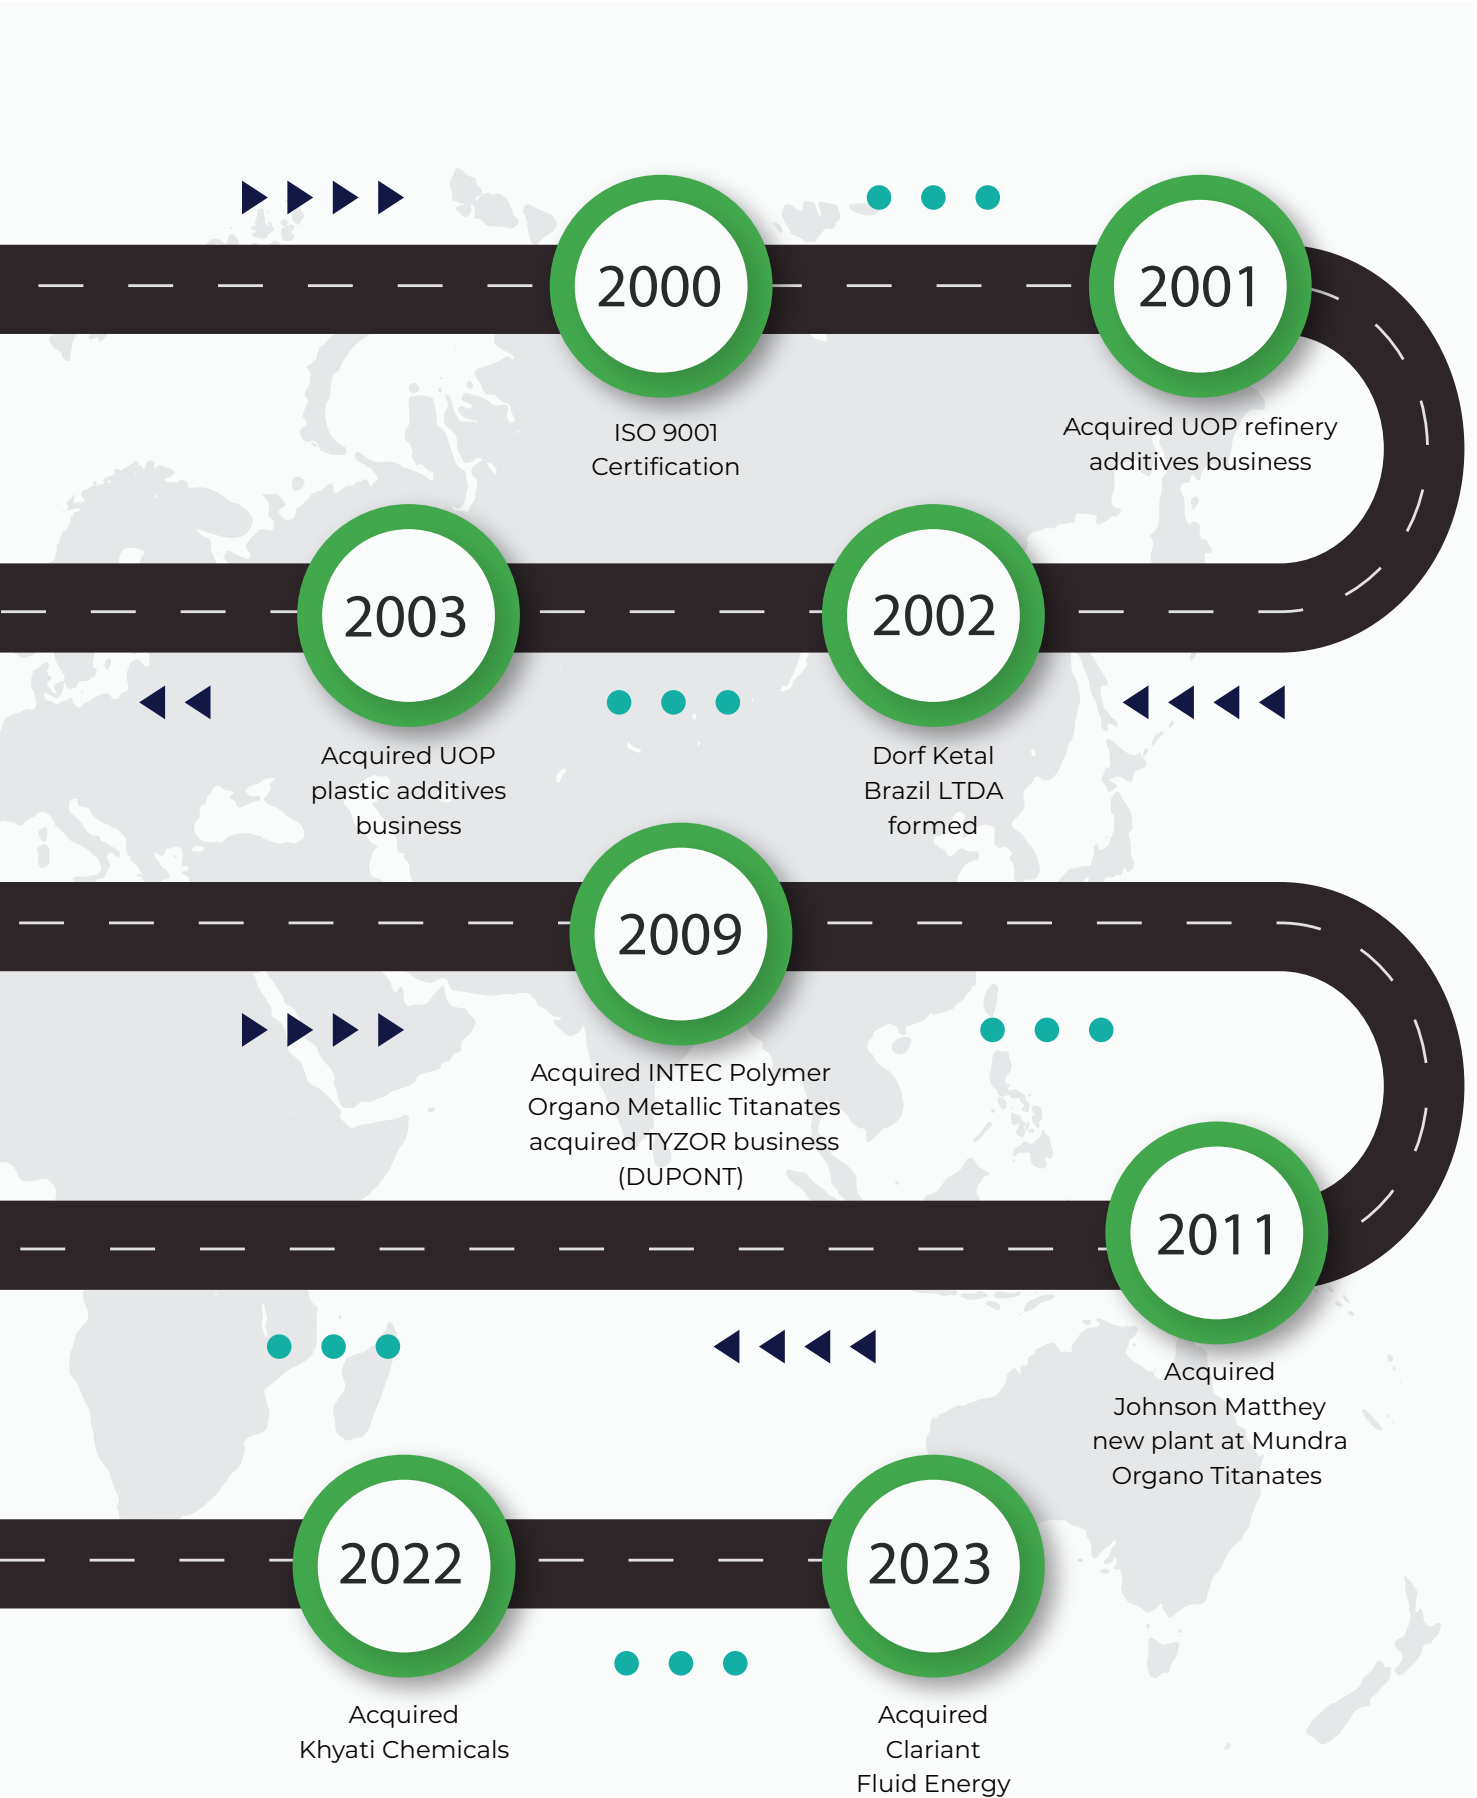 2000
ISO 9001
Certification
2001
Acquired UOP refinery
additives business
2002
Dorf Ketal
Brazil LTDA
formed
2003
Acquired UOP
plastic additives
business
2009
Acquired INTEC Polymer
Organo Metallic Titanates
acquired TYZOR business
(DUPONT)
2011
Acquired
Johnson Matthey
new plant at Mundra
Organo Titanates
2022
Acquired
Khyati Chemicals
2023
Acquired
Clariant
Fluid Energy